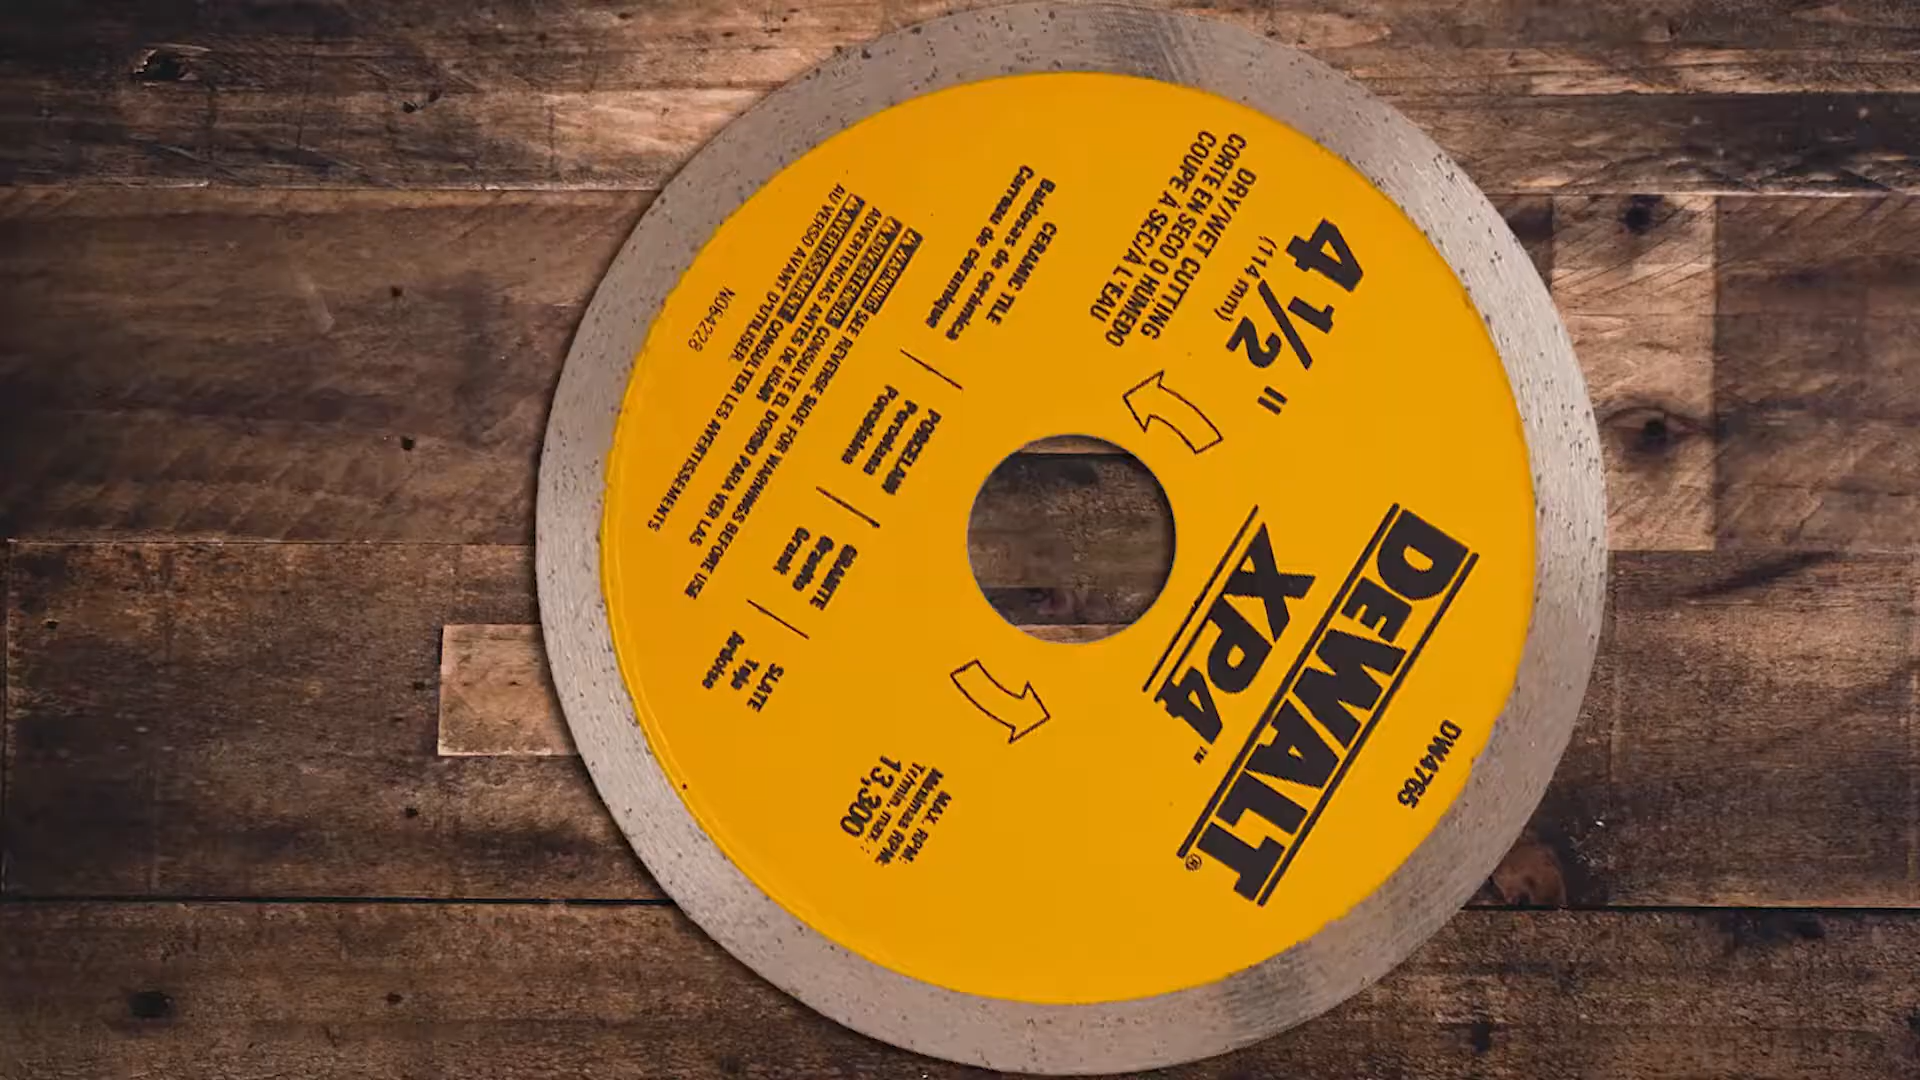 DW4765
DEWALT®
XP4™
4 1/2"
(114 mm)
DRY/WET CUTTING
CORTE EN SECO O HUMEDO
COUPE À SEC/À L'EAU
MAX. RPM:
Máximas RPM:
Tr/min. max. :
13,300
CERAMIC TILE
Baldosas de cerámica
Carreau de céramique
PORCELAIN
Porcelana
Porcelaine
GRANITE
Granito
Granit
SLATE
Teja
Ardoise
⚠ WARNING SEE REVERSE SIDE FOR WARNINGS BEFORE USE
⚠ ADVERTENCIA CONSULTE EL DORSO PARA VER LAS
ADVERTENCIAS ANTES DE USAR
⚠ AVERTISSEMENT CONSULTER LES AVERTISSEMENTS
AU VERSO AVANT D'UTILISER.
N064228